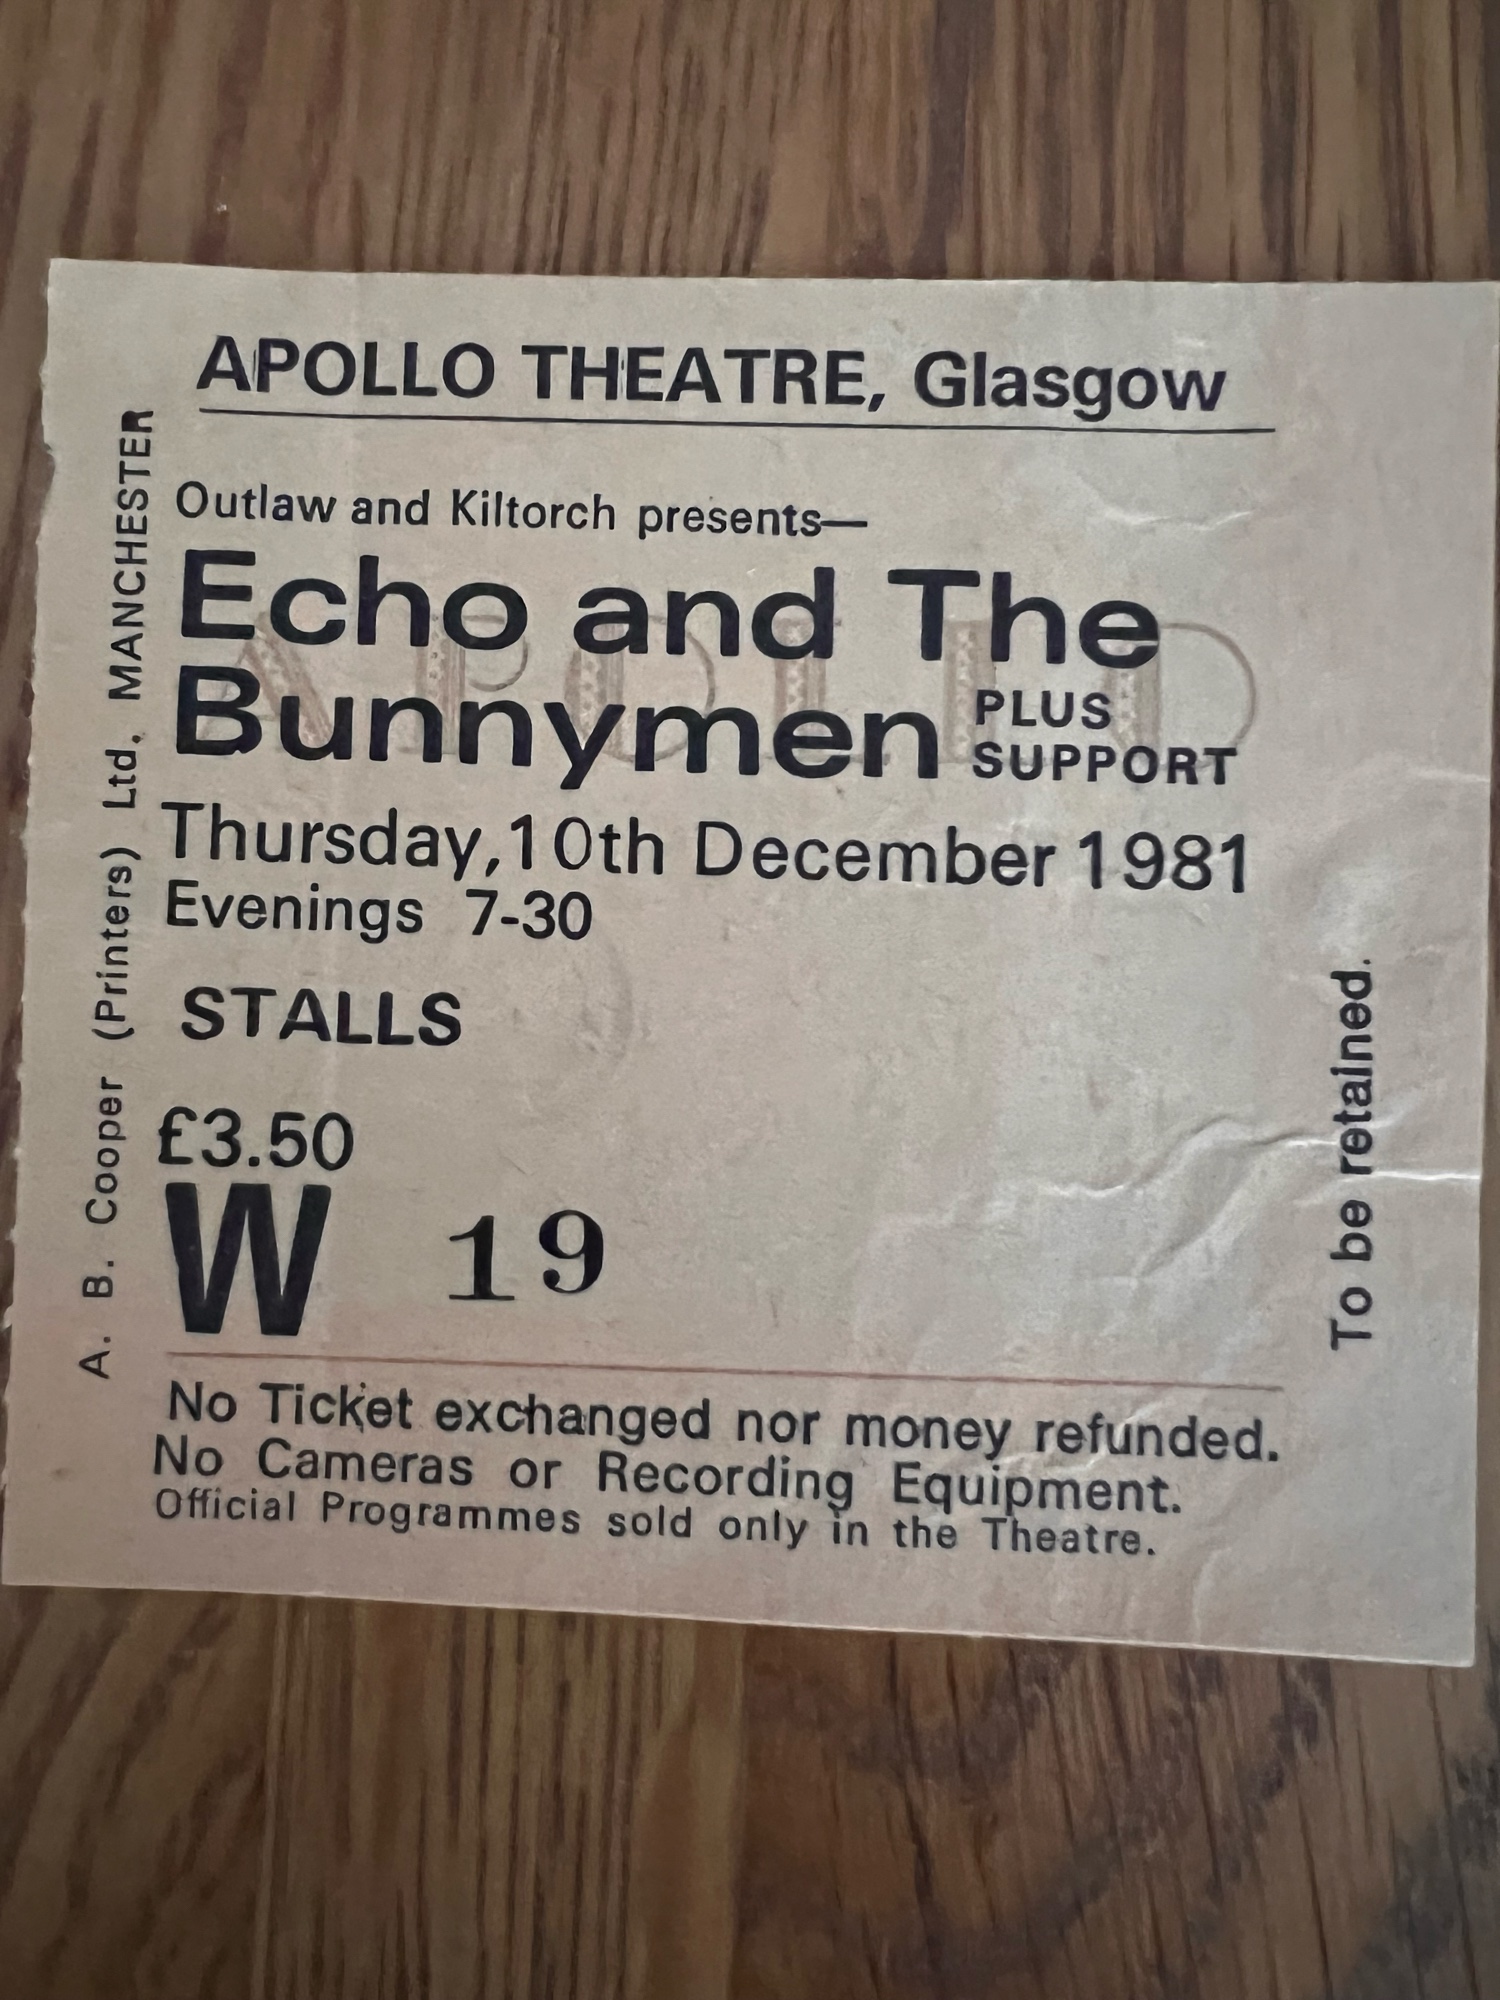 APOLLO THEATRE, Glasgow
Outlaw and Kiltorch presents—
Echo and The
Bunnymen PLUS
SUPPORT
Thursday,10th December 1981
Evenings 7-30
STALLS
£3.50
W 19
No Ticket exchanged nor money refunded.
No Cameras or Recording Equipment.
Official Programmes sold only in the Theatre.
A. B. Cooper (Printers) Ltd. MANCHESTER
To be retained.
APOLLO